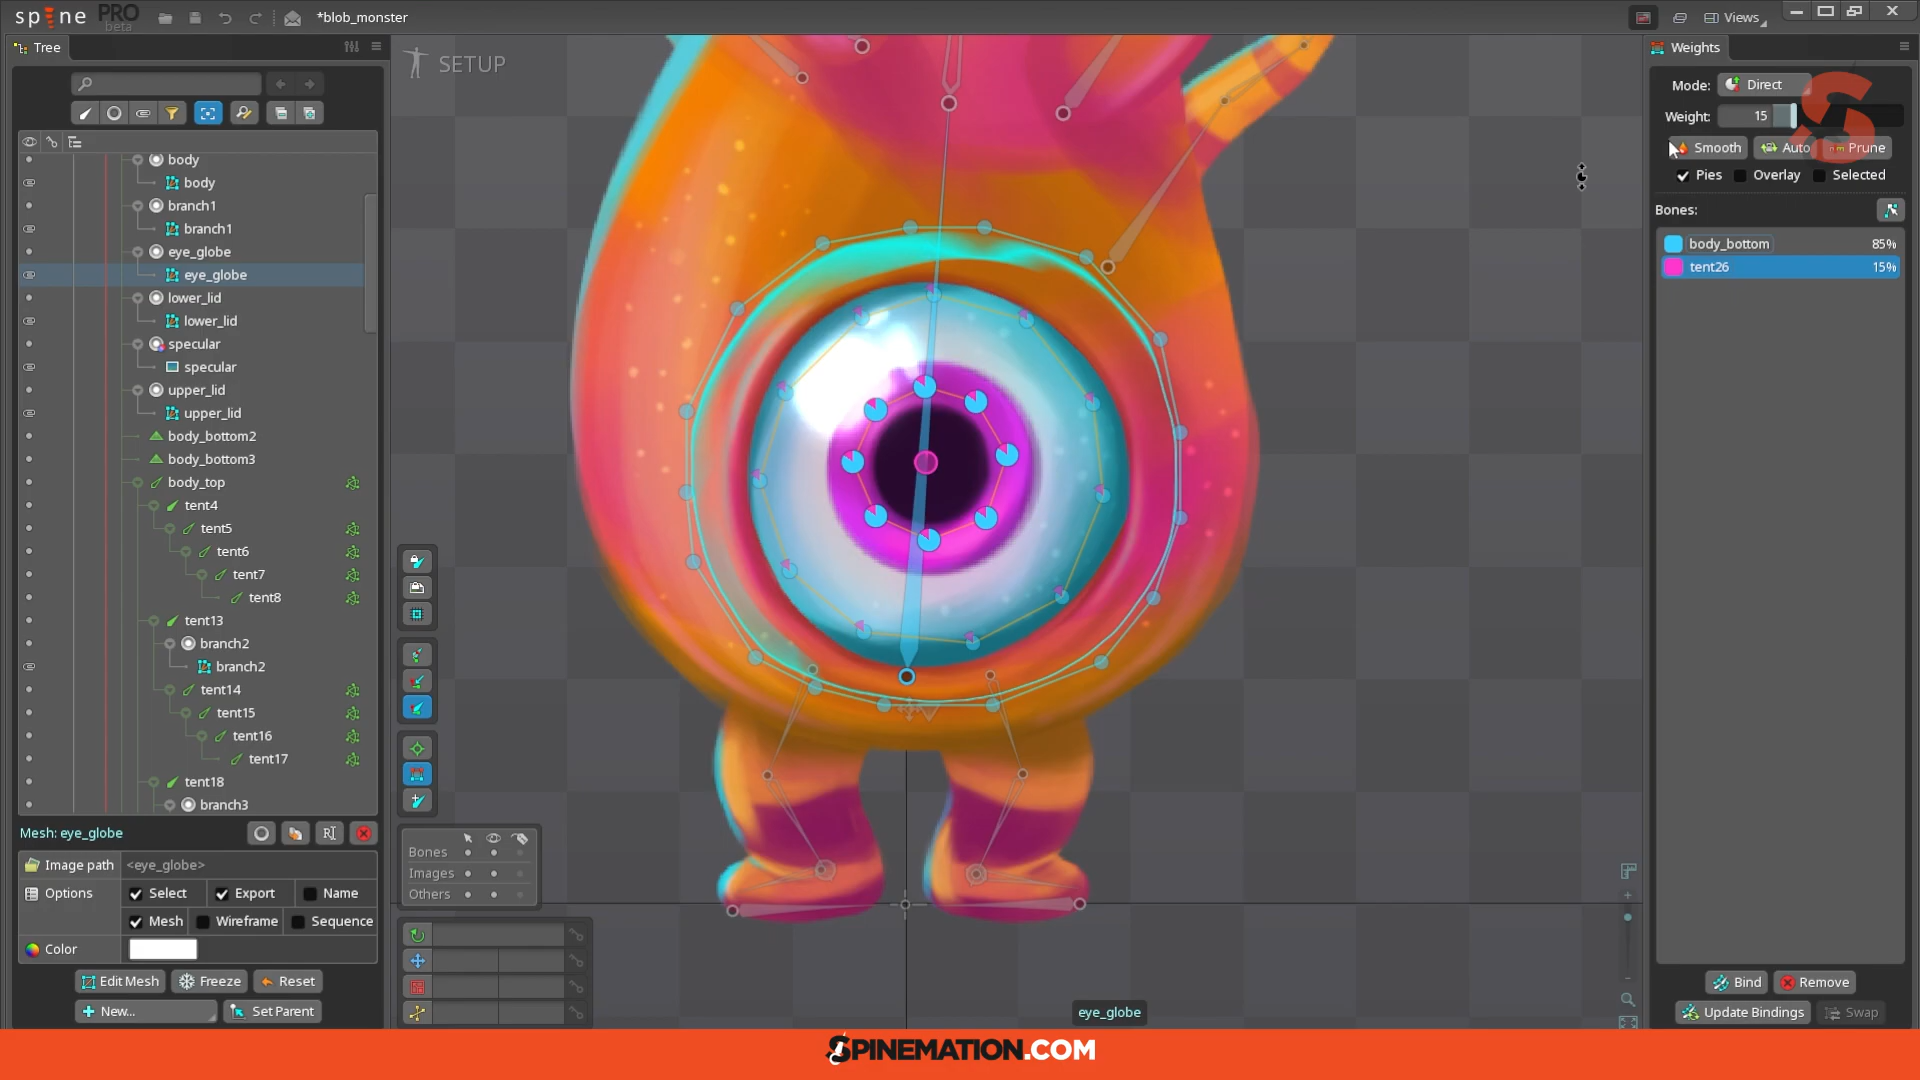 spine PRO beta
*blob_monster
Views
Tree
SETUP
Weights
Mode: Direct
Weight: 15
Smooth Auto Prune
Pies Overlay Selected
Bones:
body_bottom 85%
tent26 15%
body
body
branch1
branch1
eye_globe
eye_globe
lower_lid
lower_lid
specular
specular
upper_lid
upper_lid
body_bottom2
body_bottom3
body_top
tent4
tent5
tent6
tent7
tent8
tent13
branch2
branch2
tent14
tent15
tent16
tent17
tent18
branch3
Mesh: eye_globe
Image path <eye_globe>
Options Select Export Name
Mesh Wireframe Sequence
Color
Edit Mesh Freeze Reset
New... Set Parent
Bones
Images
Others
eye_globe
Bind Remove
Update Bindings Swap
SPINEMATION.COM